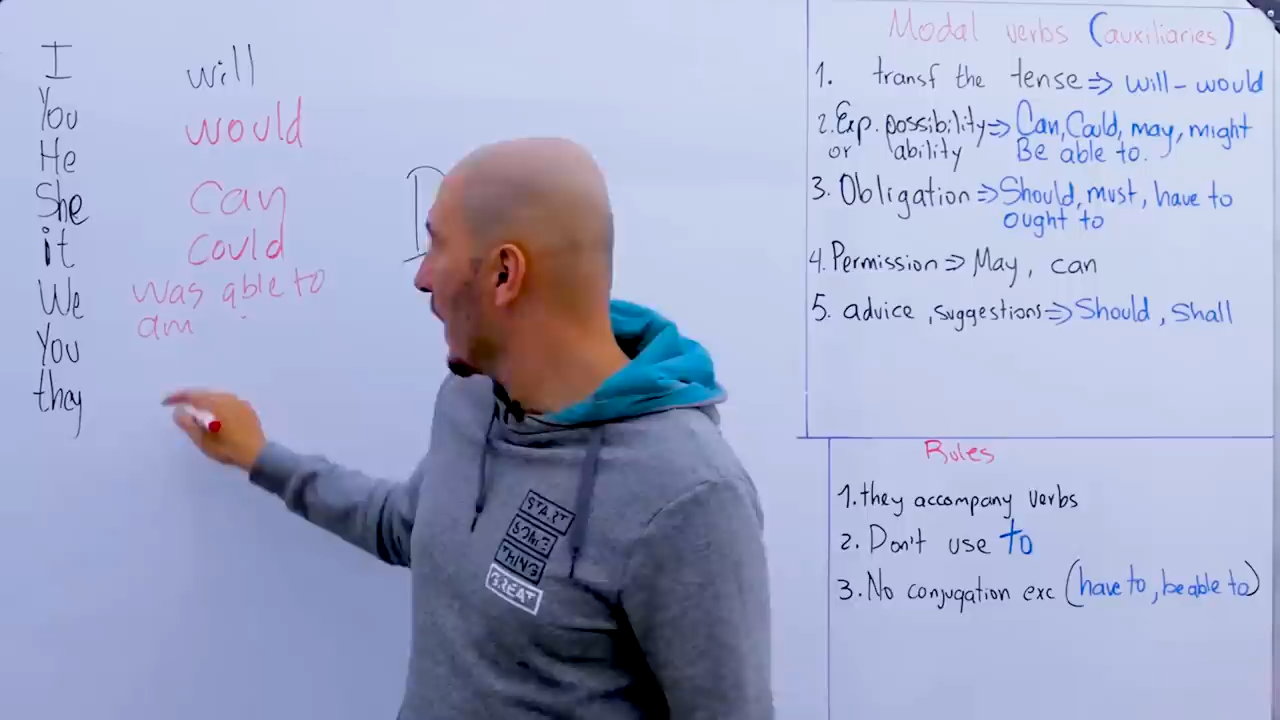 I
You
He
She
it
We
You
they
will
would
can
could
was able to
am
D
Modal verbs (auxiliaries)
1. transf the tense ⇒ will – would
2. Exp. possibility ⇒ Can, Could, may, might
or ability Be able to.
3. Obligation ⇒ Should, must, have to
ought to
4. Permission ⇒ May, can
5. advice, suggestions ⇒ Should, Shall
Rules
1. they accompany verbs
2. Don't use to
3. No conjugation exc (have to, be able to)
START
SOME
THING
GREAT